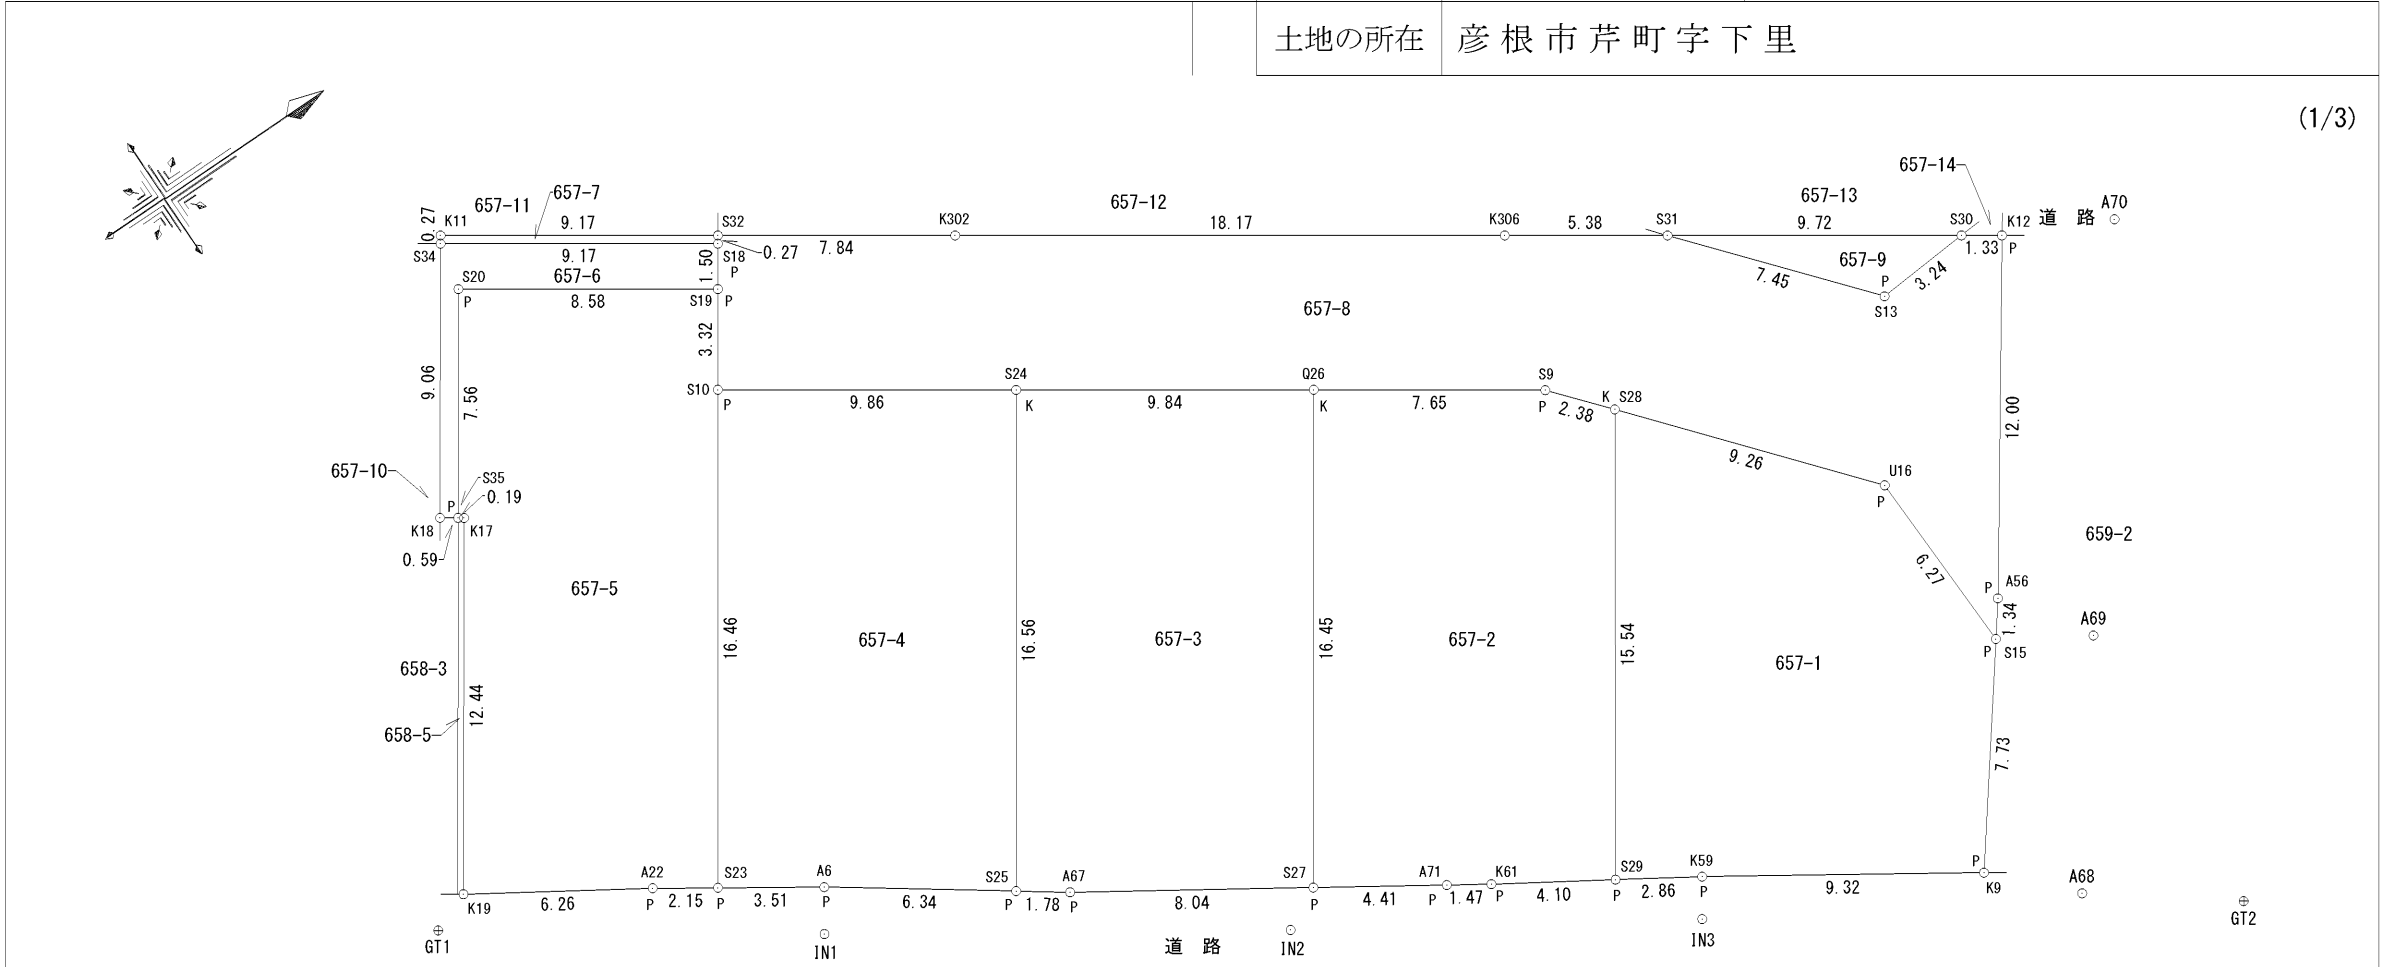 土地の所在 彦根市芹町字下里
(1/3)
657-14
657-7
657-11
657-12
657-13
A70
道 路
0.27
K11
9.17
S32
K302
18.17
K306
5.38
S31
9.72
S30
K12
P
1.33
S34
9.17
1.50
S18
P
0.27
7.84
657-9
P
3.24
7.45
S13
S20
P
657-6
8.58
S19
P
657-8
3.32
9.06
7.56
S10
P
9.86
S24
K
9.84
Q26
K
7.65
S9
P
2.38
K
S28
12.00
9.26
U16
P
657-10
S35
P
0.19
K18
K17
0.59
659-2
6.27
657-5
P
A56
1.34
A69
P
S15
16.46
657-4
16.56
657-3
16.45
657-2
15.54
657-1
658-3
12.44
658-5
7.73
K19
6.26
A22
P
2.15
S23
P
3.51
A6
P
6.34
S25
P
1.78
A67
P
8.04
S27
P
4.41
A71
P
1.47
K61
P
4.10
S29
P
2.86
K59
P
9.32
P
K9
A68
GT1
IN1
道 路
IN2
IN3
GT2